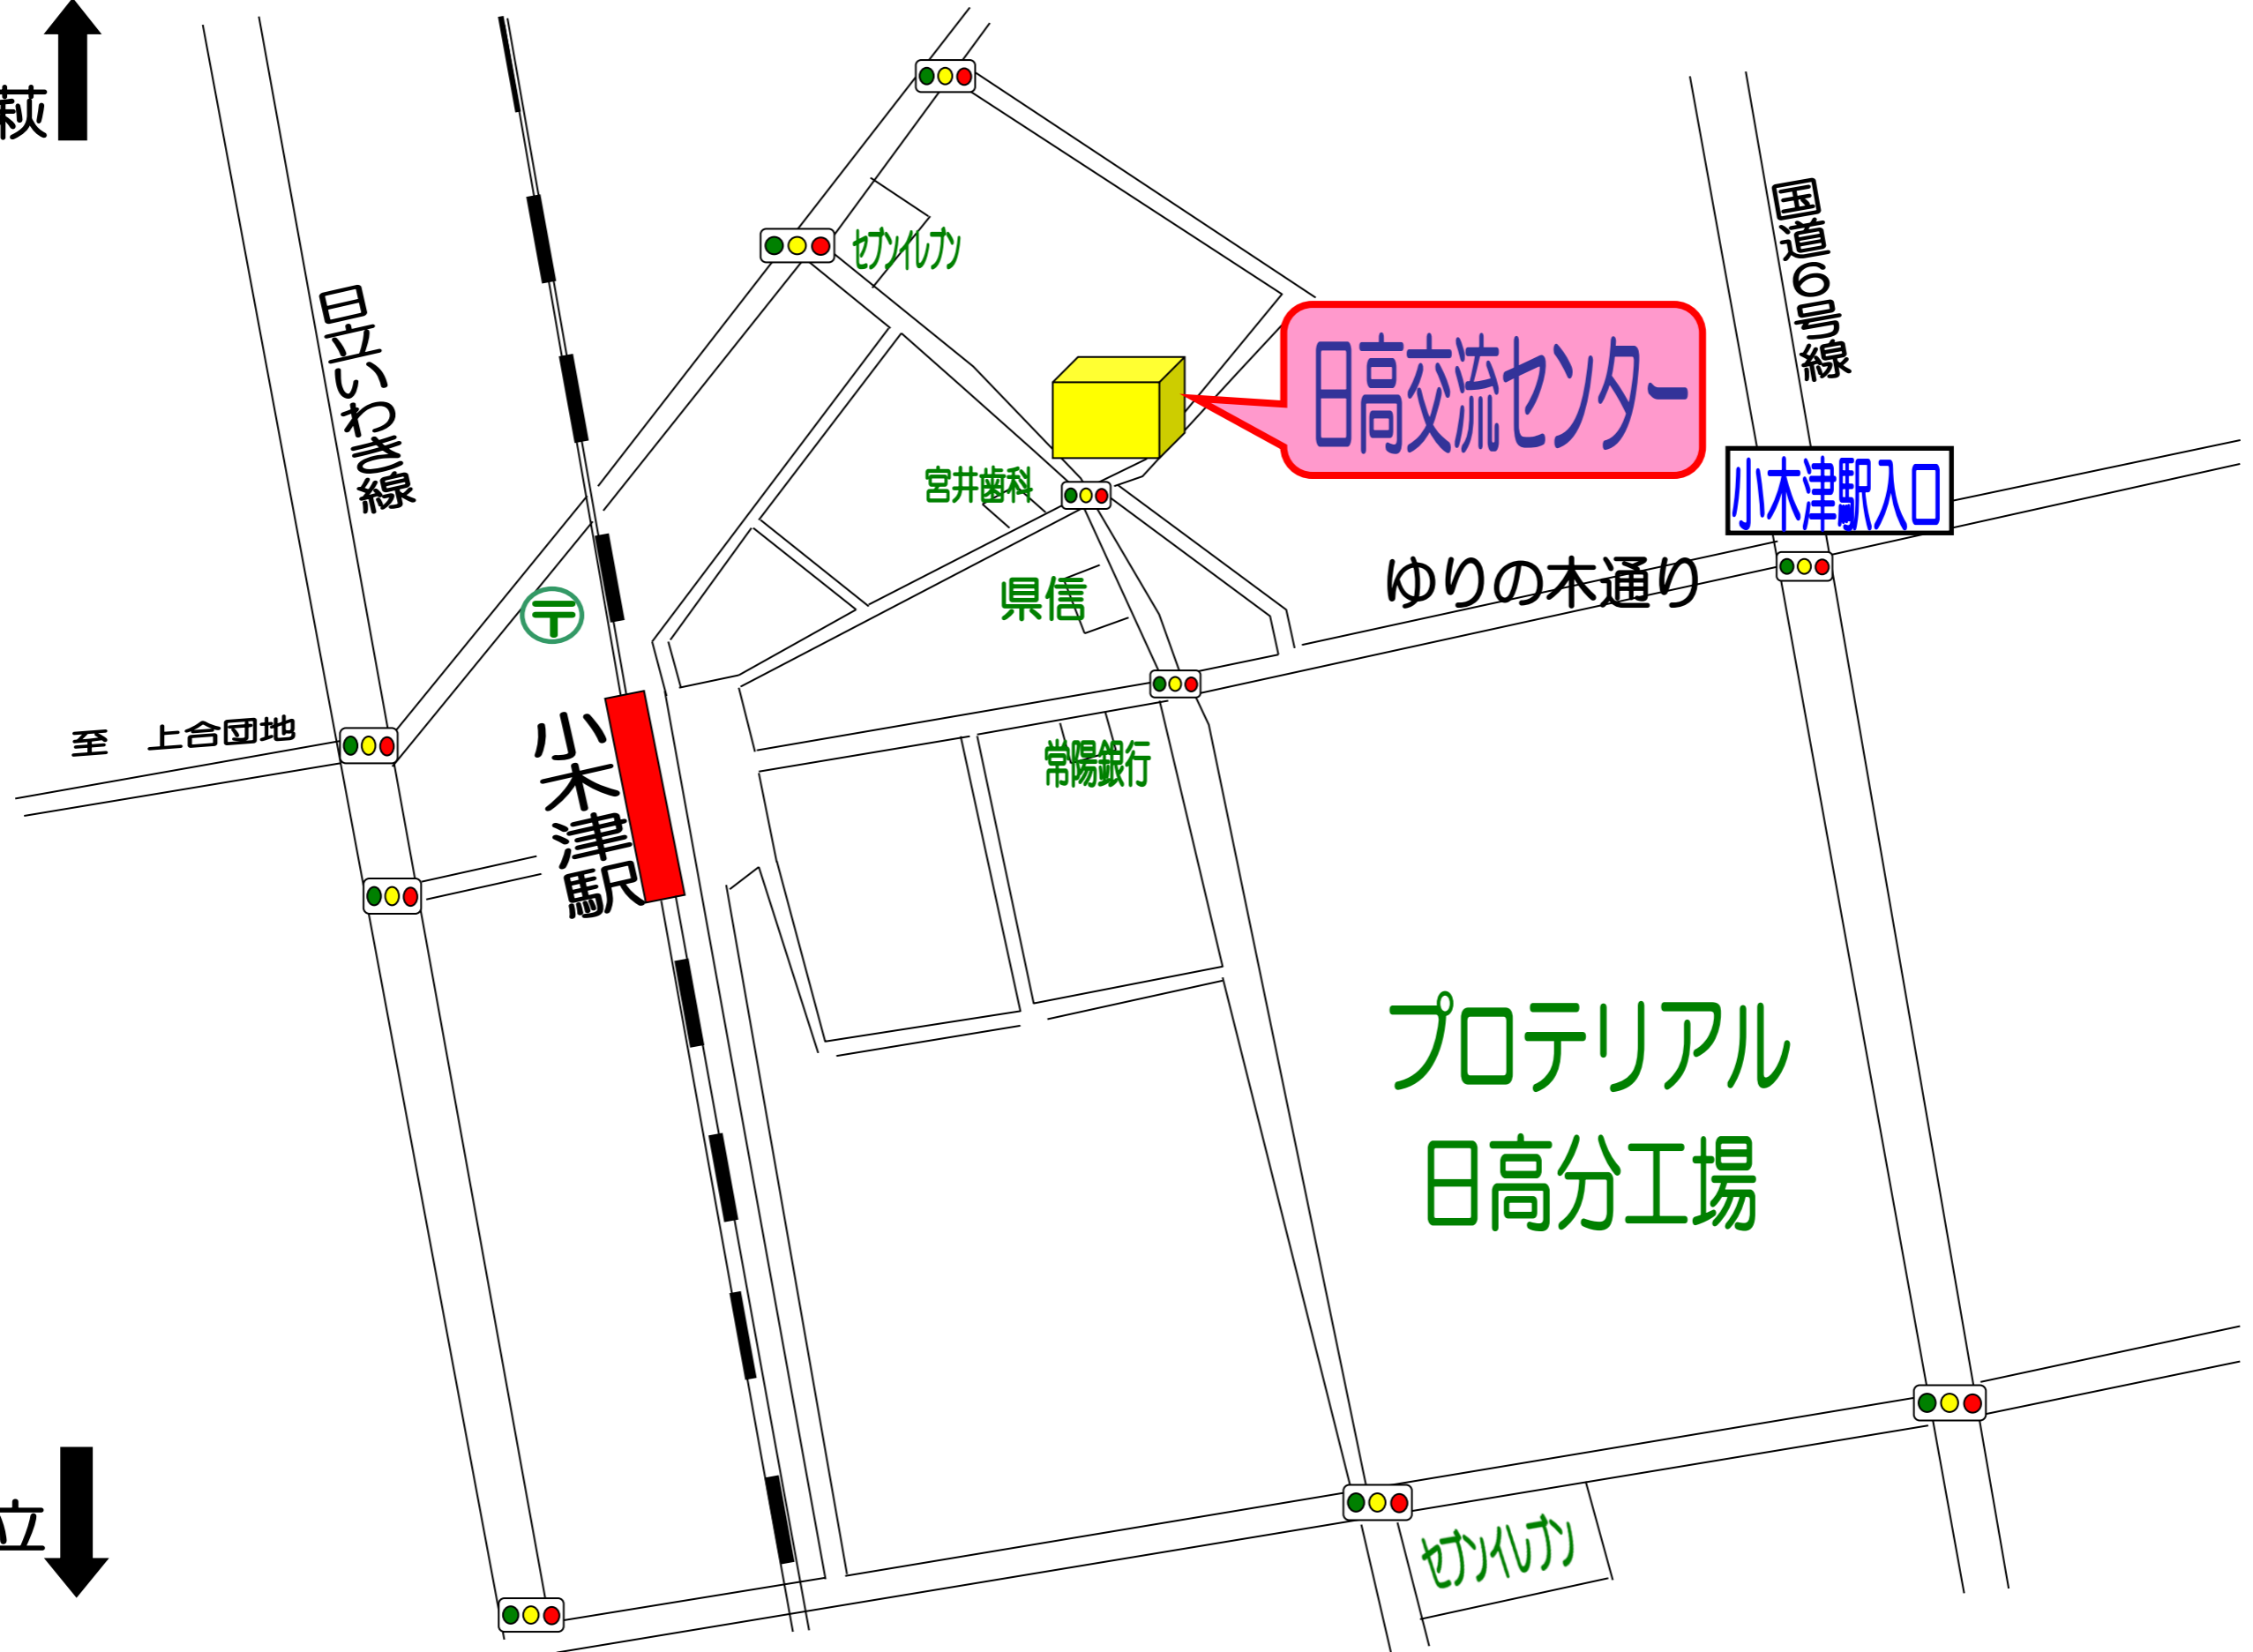 萩
国道6号線
セブンイレブン
日立いわき線
日高交流センター
小木津駅入口
宮井歯科
ゆりの木通り
県信
〒
至　上合団地
小木津駅
常陽銀行
プロテリアル
日高分工場
立
セブンイレブン